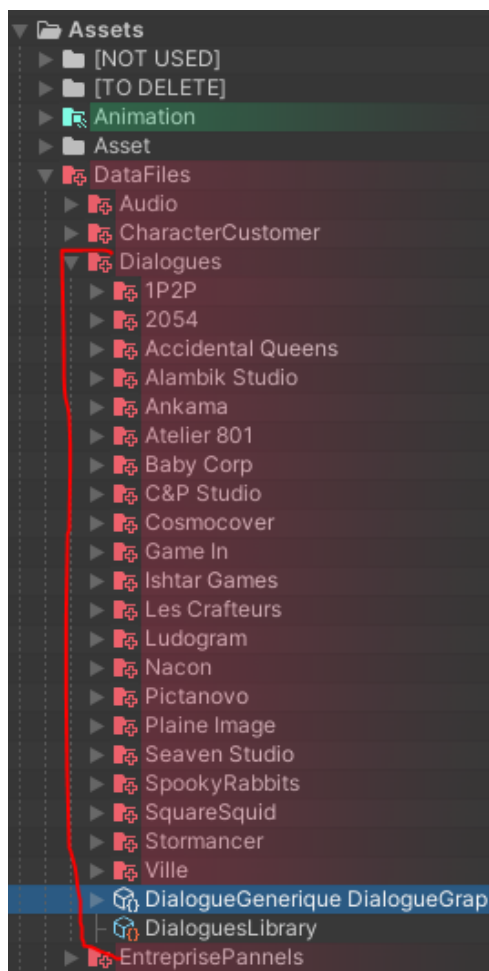 Assets
[NOT USED]
[TO DELETE]
Animation
Asset
DataFiles
Audio
CharacterCustomer
Dialogues
1P2P
2054
Accidental Queens
Alambik Studio
Ankama
Atelier 801
Baby Corp
C&P Studio
Cosmocover
Game In
Ishtar Games
Les Crafteurs
Ludogram
Nacon
Pictanovo
Plaine Image
Seaven Studio
SpookyRabbits
SquareSquid
Stormancer
Ville
DialogueGenerique DialogueGrap
DialoguesLibrary
EntreprisePannels